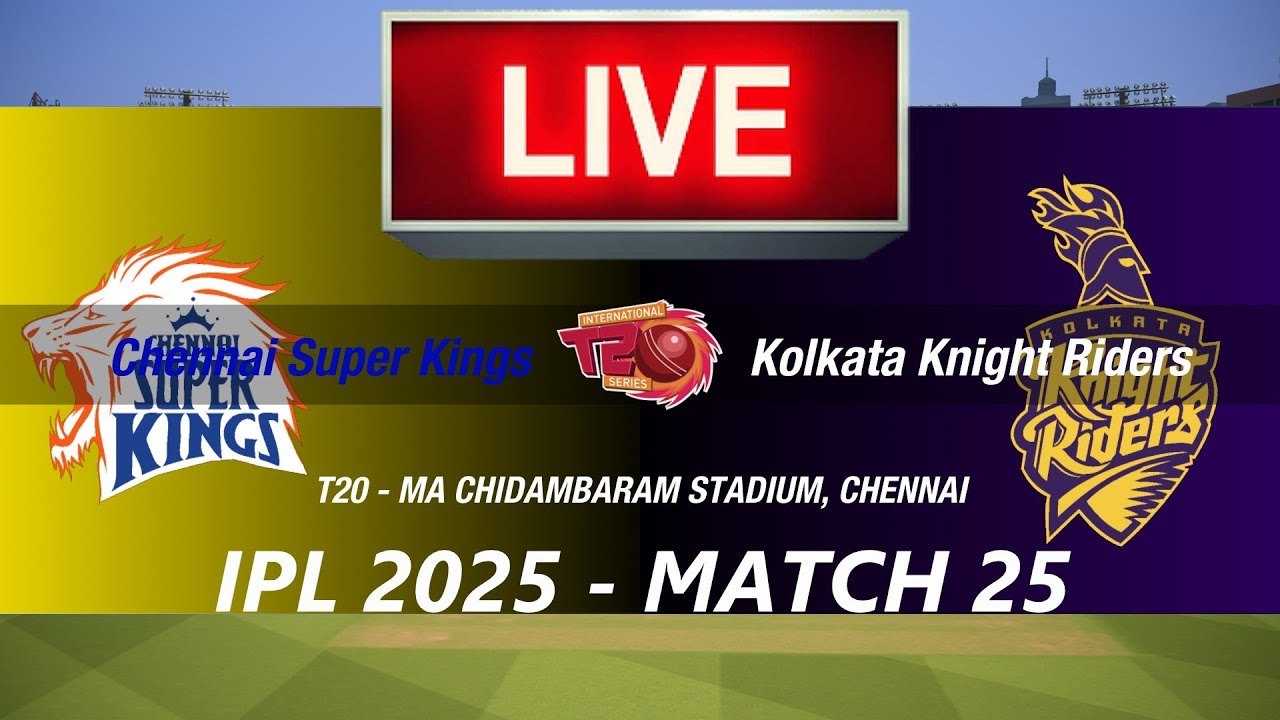 LIVE
CHENNAI
SUPER
KINGS
Chennai Super Kings
INTERNATIONAL
T20
SERIES
Kolkata Knight Riders
KOLKATA
Knight
Riders
T20 - MA CHIDAMBARAM STADIUM, CHENNAI
IPL 2025 - MATCH 25